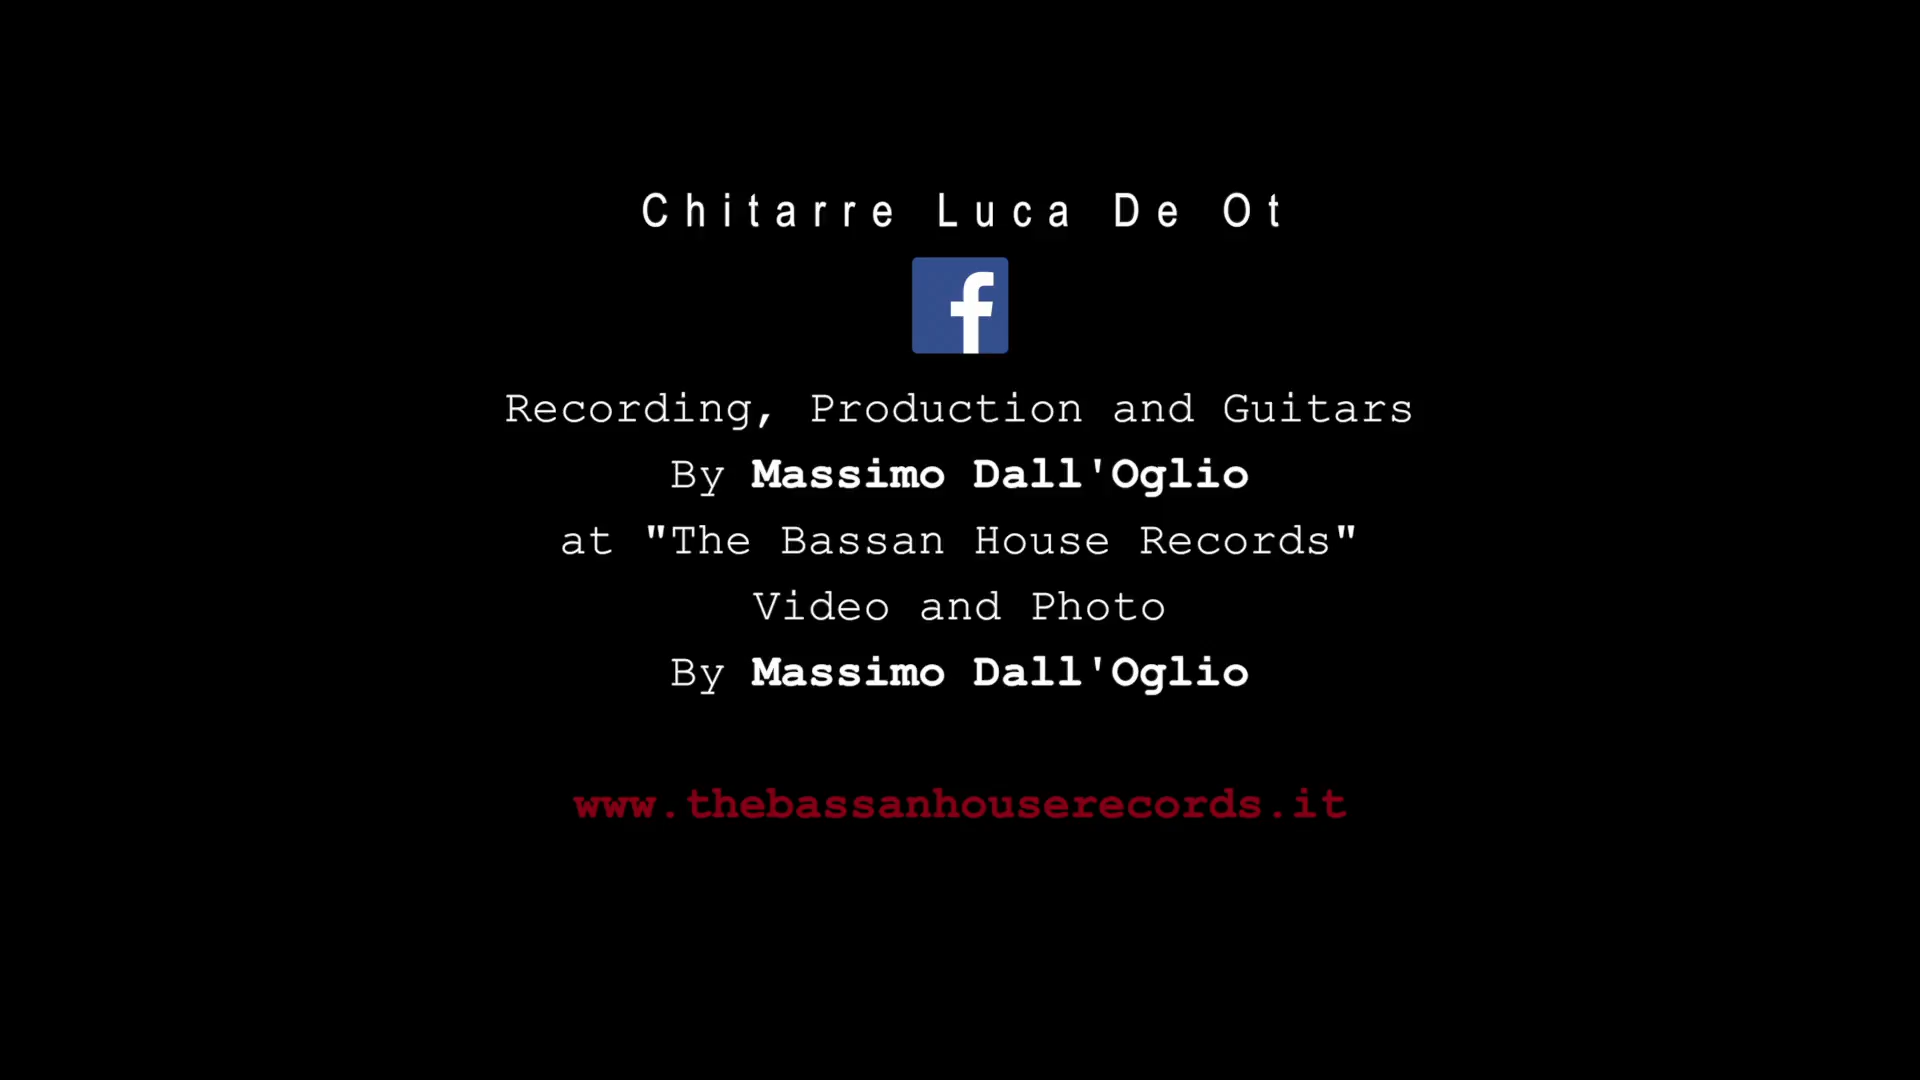 Chitarre Luca De Ot
f
Recording, Production and Guitars
By Massimo Dall'Oglio
at "The Bassan House Records"
Video and Photo
By Massimo Dall'Oglio
www.thebassanhouserecords.it